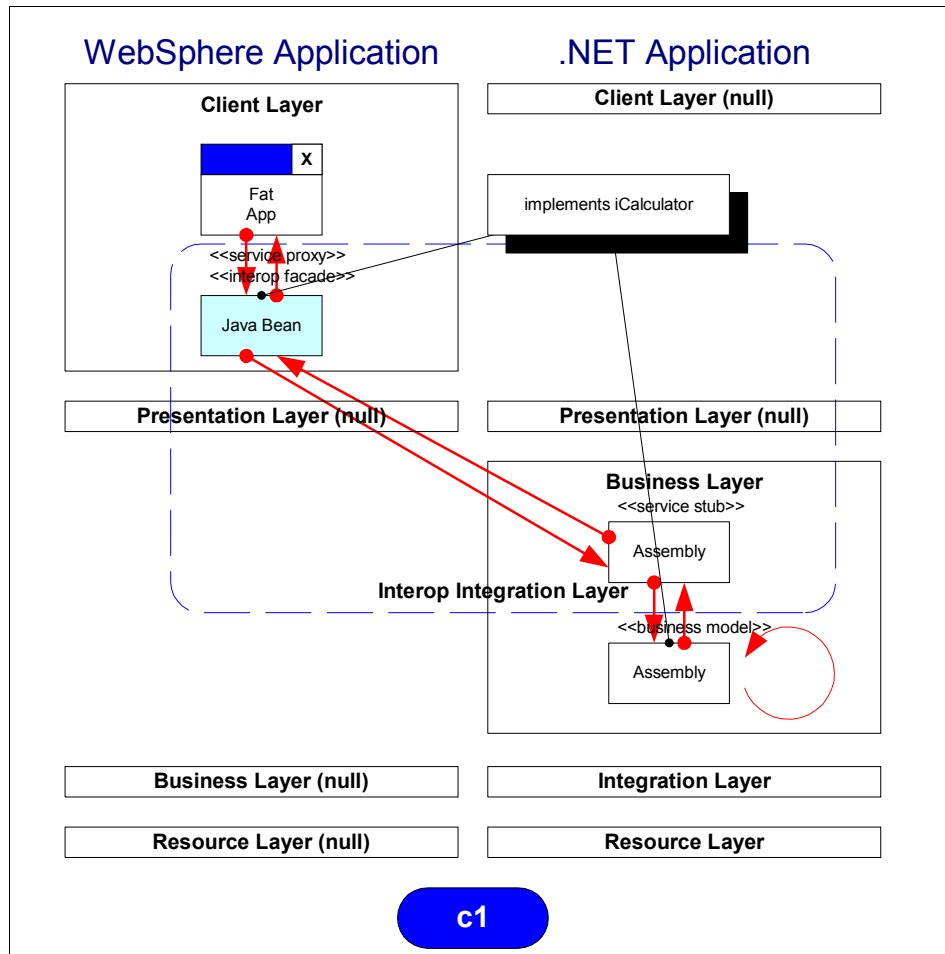 WebSphere Application
.NET Application
Client Layer
Client Layer (null)
X
Fat
App
implements iCalculator
<<service proxy>>
<<interop facade>>
Java Bean
Presentation Layer (null)
Presentation Layer (null)
Business Layer
<<service stub>>
Assembly
Interop Integration Layer
<<business model>>
Assembly
Business Layer (null)
Integration Layer
Resource Layer (null)
Resource Layer
c1